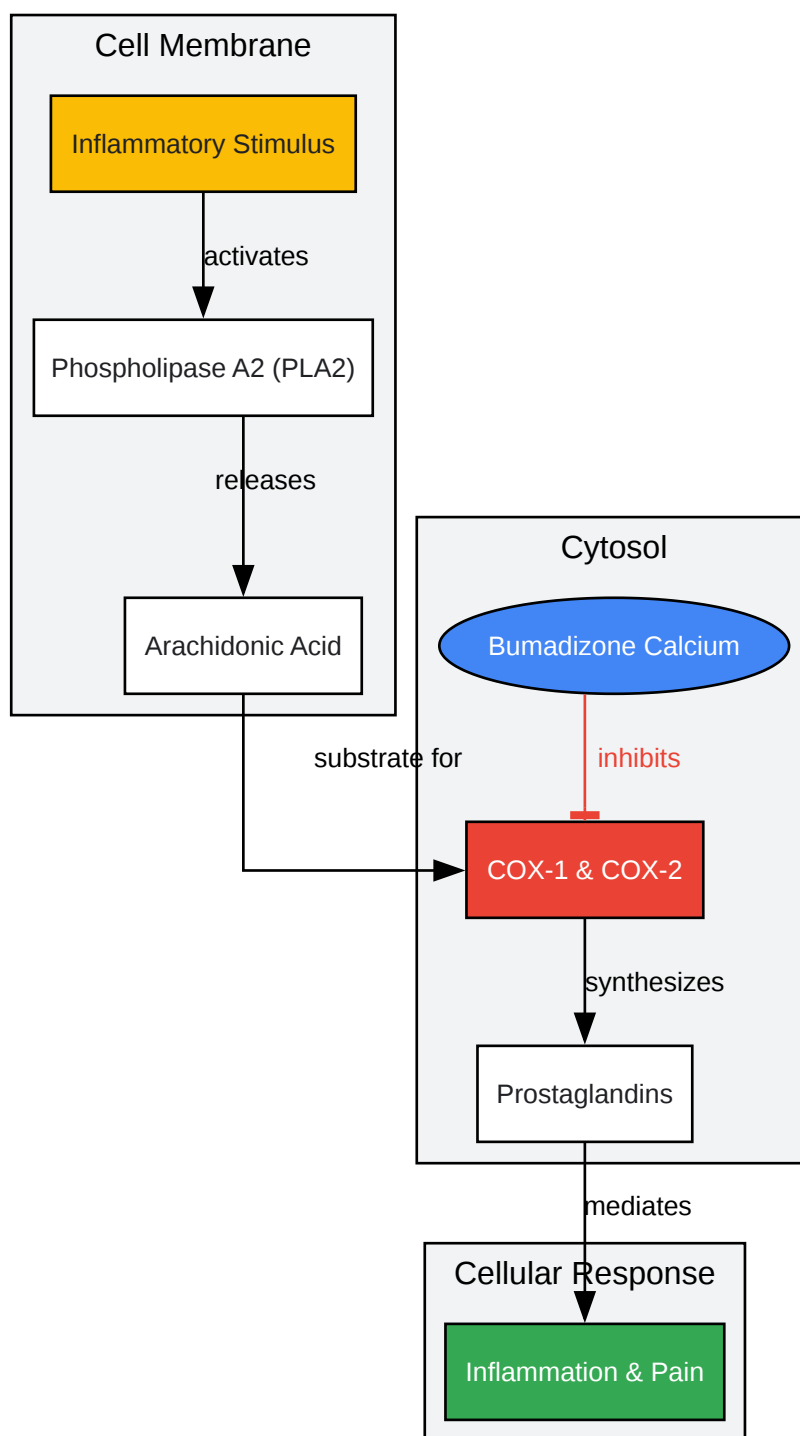 Cell Membrane
Inflammatory Stimulus
activates
Phospholipase A2 (PLA2)
releases
Arachidonic Acid
substrate for
Cytosol
Bumadizone Calcium
inhibits
COX-1 & COX-2
synthesizes
Prostaglandins
mediates
Cellular Response
Inflammation & Pain